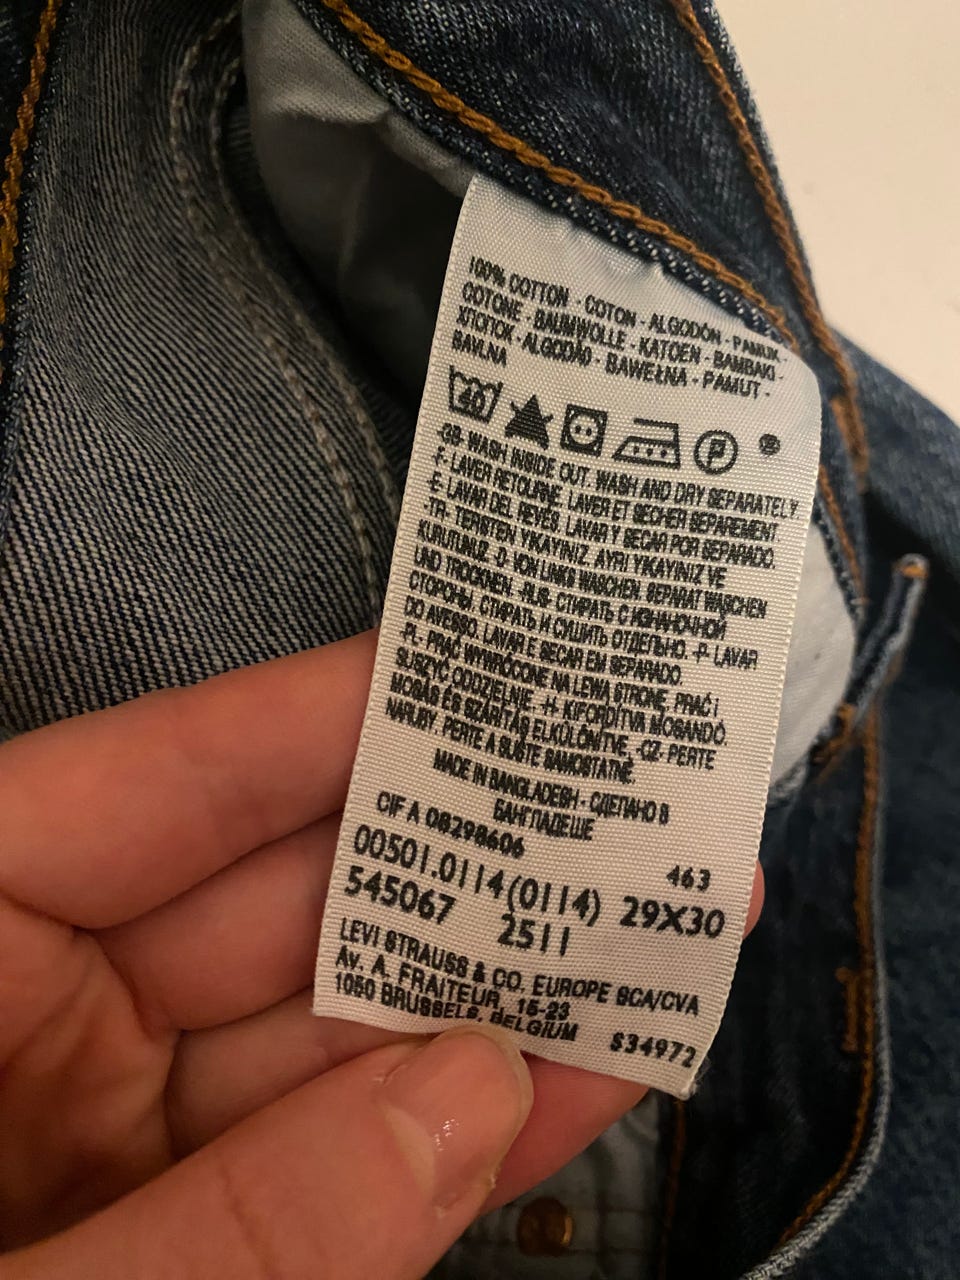 100% COTTON - COTON - ALGODÓN - PAMUK -
COTONE - BAUMWOLLE - KATOEN - BAMBAKI -
ХЛОПОК - ALGODÃO - BAWEŁNA - PAMUT -
BAVLNA
40 P
-GB- WASH INSIDE OUT. WASH AND DRY SEPARATELY.
-F- LAVER RETOURNE. LAVER ET SECHER SEPAREMENT
-E- LAVAR DEL REVÉS. LAVAR Y SECAR POR SEPARADO.
-TR- TERSTEN YIKAYINIZ. AYRI YIKAYINIZ VE
KURUTUNUZ. -D- VON LINKS WASCHEN. SEPARAT WASCHEN
UND TROCKNEN. -RUS- СТИРАТЬ С ИЗНАНОЧНОЙ
СТОРОНЫ. СТИРАТЬ И СУШИТЬ ОТДЕЛЬНО. -P- LAVAR
DO AVESSO. LAVAR E SECAR EM SEPARADO.
-PL- PRAĆ WYWRÓCONE NA LEWĄ STRONĘ, PRAĆ I
SUSZYĆ ODDZIELNIE. -H- KIFORDÍTVA MOSANDÓ.
MOSÁS ÉS SZÁRÍTÁS ELKÜLÖNÍTVE. -CZ- PERTE
NARUBY. PERTE A SUŠTE SAMOSTATNĚ.
MADE IN BANGLADESH - СДЕЛАНО В
БАНГЛАДЕШЕ
CIF A 08298606
463
00501.0114(0114) 29X30
545067 2511
LEVI STRAUSS & CO. EUROPE SCA/CVA
Av. A. FRAITEUR, 15-23
1050 BRUSSELS, BELGIUM S34972